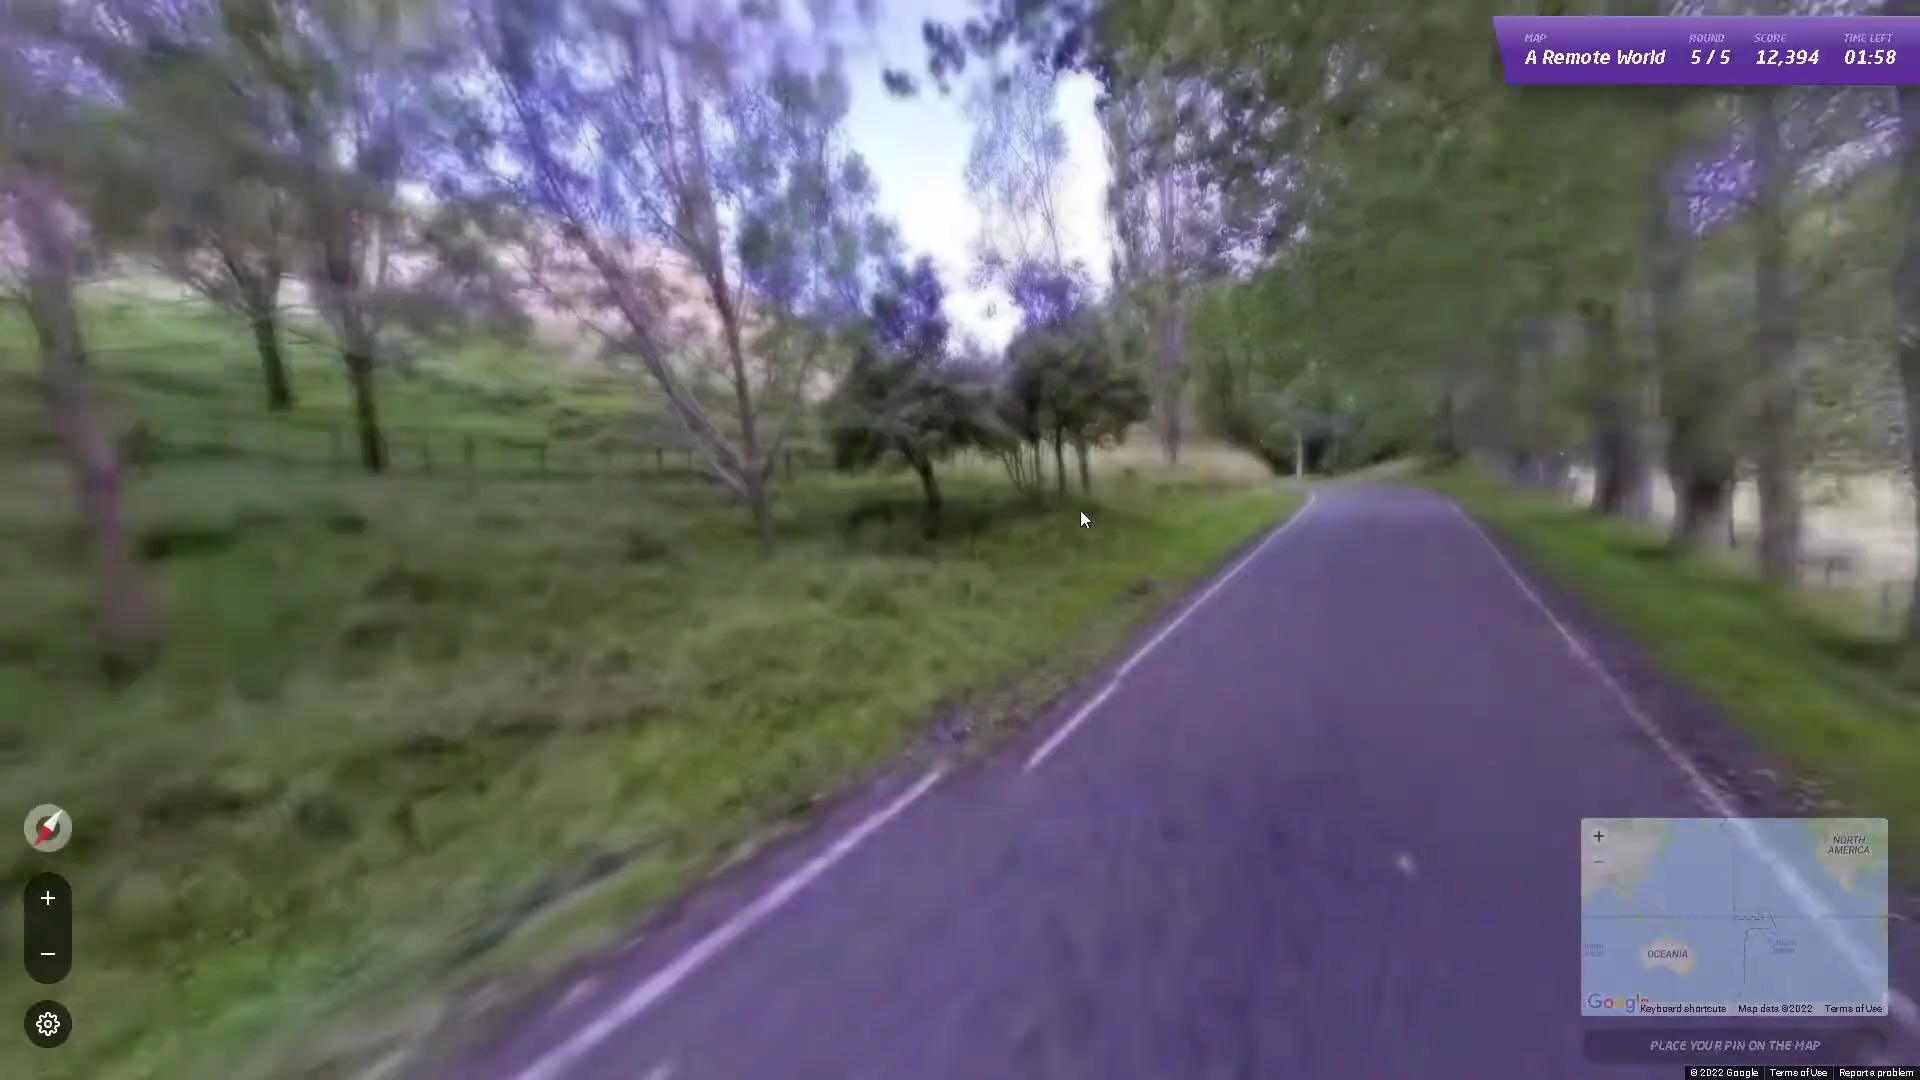 MAP
A Remote World
ROUND
5 / 5
SCORE
12,394
TIME LEFT
01:58
NORTH
AMERICA
OCEANIA
Google
Keyboard shortcuts
Map data ©2022
Terms of Use
PLACE YOUR PIN ON THE MAP
© 2022 Google
Terms of Use
Report a problem